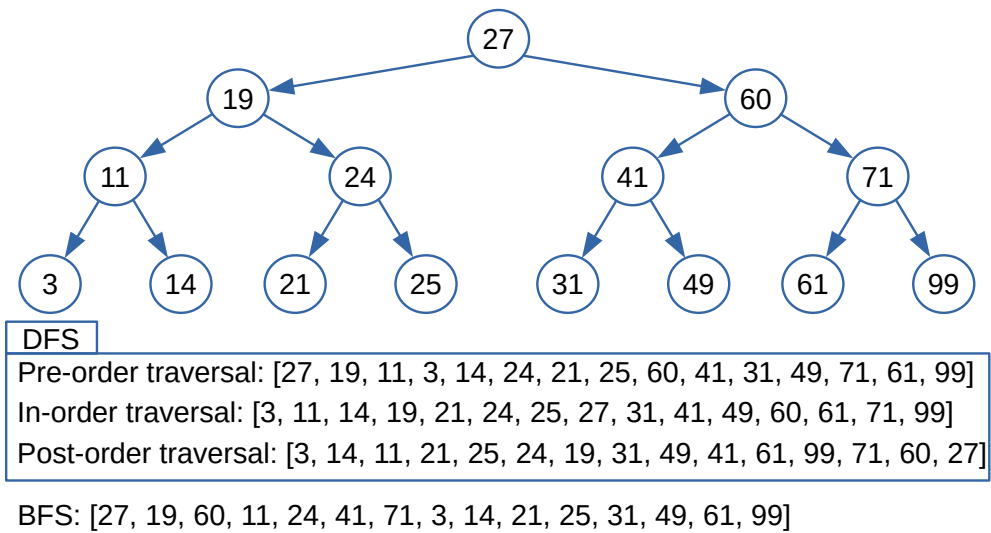 27
19 60
11 24 41 71
3 14 21 25 31 49 61 99
DFS
Pre-order traversal: [27, 19, 11, 3, 14, 24, 21, 25, 60, 41, 31, 49, 71, 61, 99]
In-order traversal: [3, 11, 14, 19, 21, 24, 25, 27, 31, 41, 49, 60, 61, 71, 99]
Post-order traversal: [3, 14, 11, 21, 25, 24, 19, 31, 49, 41, 61, 99, 71, 60, 27]
BFS: [27, 19, 60, 11, 24, 41, 71, 3, 14, 21, 25, 31, 49, 61, 99]